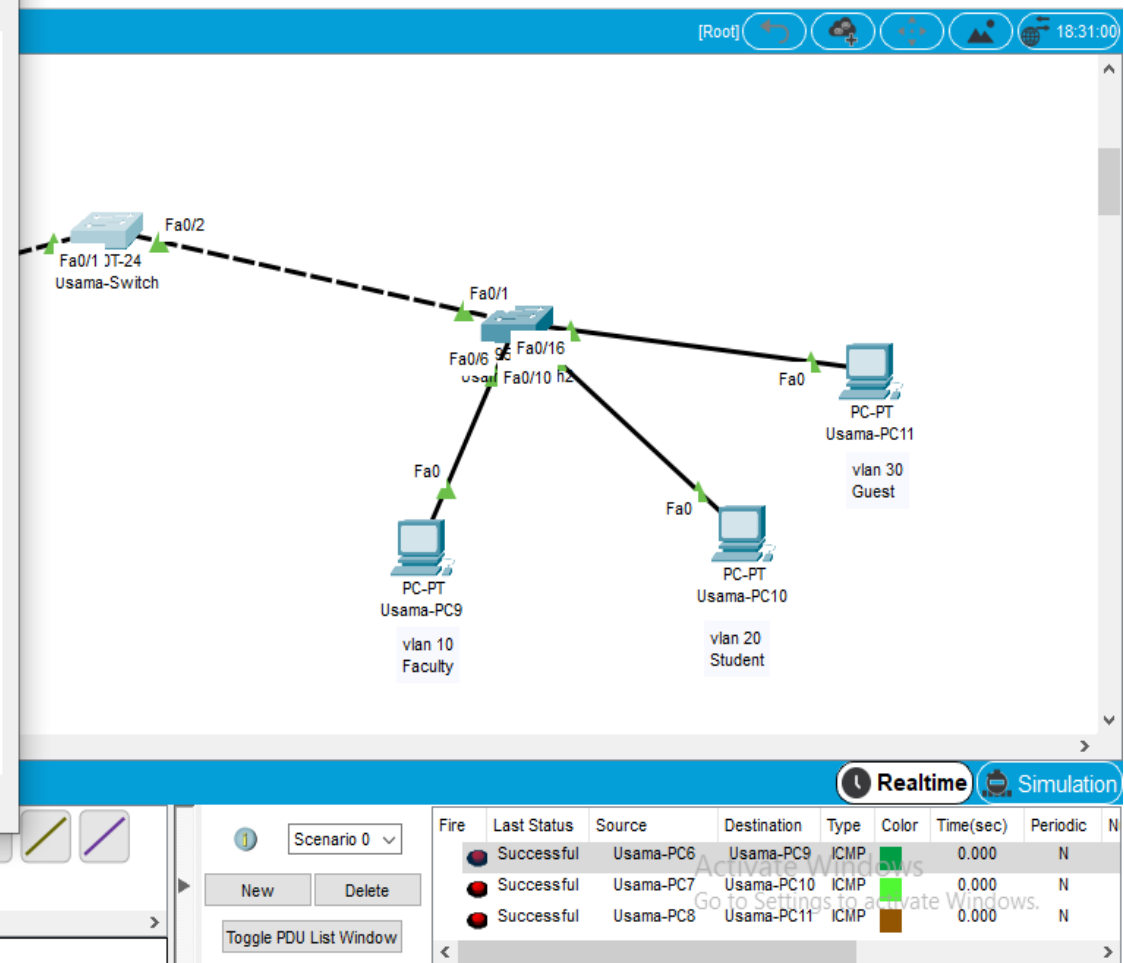 [Root]
18:31:00
Fa0/2
Fa0/1
OT-24
Usama-Switch
Fa0/1
Fa0/6
Fa0/16
Fa0/10
h2
Fa0
PC-PT
Usama-PC11
vlan 30
Guest
Fa0
Fa0
PC-PT
Usama-PC10
vlan 20
Student
PC-PT
Usama-PC9
vlan 10
Faculty
Realtime
Simulation
Scenario 0
New
Delete
Toggle PDU List Window
Fire Last Status Source Destination Type Color Time(sec) Periodic N
Successful Usama-PC6 Usama-PC9 ICMP 0.000 N
Successful Usama-PC7 Usama-PC10 ICMP 0.000 N
Successful Usama-PC8 Usama-PC11 ICMP 0.000 N
Activate Windows
Go to Settings to activate Windows.